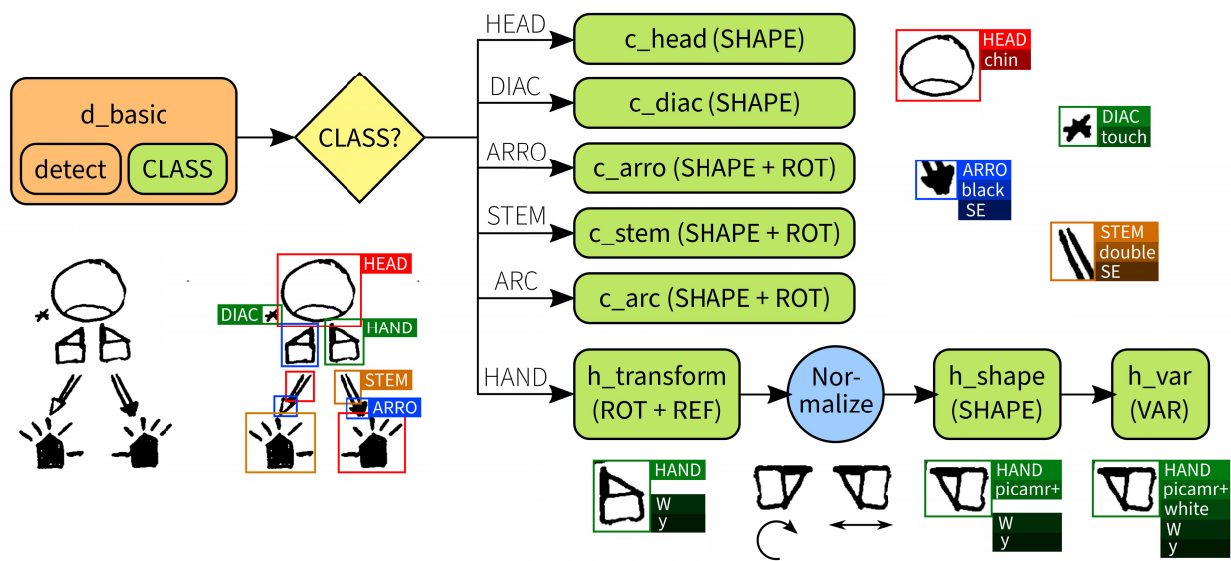 d_basic
detect
CLASS
CLASS?
HEAD
c_head (SHAPE)
DIAC
c_diac (SHAPE)
ARRO
c_arro (SHAPE + ROT)
STEM
c_stem (SHAPE + ROT)
ARC
c_arc (SHAPE + ROT)
HAND
h_transform
(ROT + REF)
Nor-
malize
h_shape
(SHAPE)
h_var
(VAR)
HEAD
chin
DIAC
touch
ARRO
black
SE
STEM
double
SE
HEAD
DIAC
HAND
STEM
ARRO
HAND
W
y
HAND
picamr+
W
y
HAND
picamr+
white
W
y